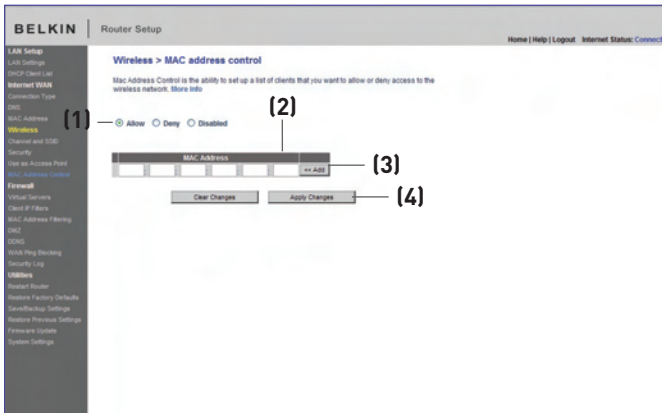 BELKIN
Router Setup
Home | Help | Logout Internet Status: Connect
LAN Setup
LAN Settings
DHCP Client List
Internet WAN
Connection Type
DNS
MAC Address
Wireless
Channel and SSID
Security
Use as Access Point
MAC Address Control
Firewall
Virtual Servers
Client IP Filters
MAC Address Filtering
DMZ
DDNS
WAN Ping Blocking
Security Log
Utilities
Restart Router
Restore Factory Defaults
Save/Backup Settings
Restore Previous Settings
Firmware Update
System Settings
Wireless > MAC address control
Mac Address Control is the ability to set up a list of clients that you want to allow or deny access to the
wireless network. More Info
(1)
Allow Deny Disabled
(2)
MAC Address
<< Add
(3)
Clear Changes Apply Changes
(4)